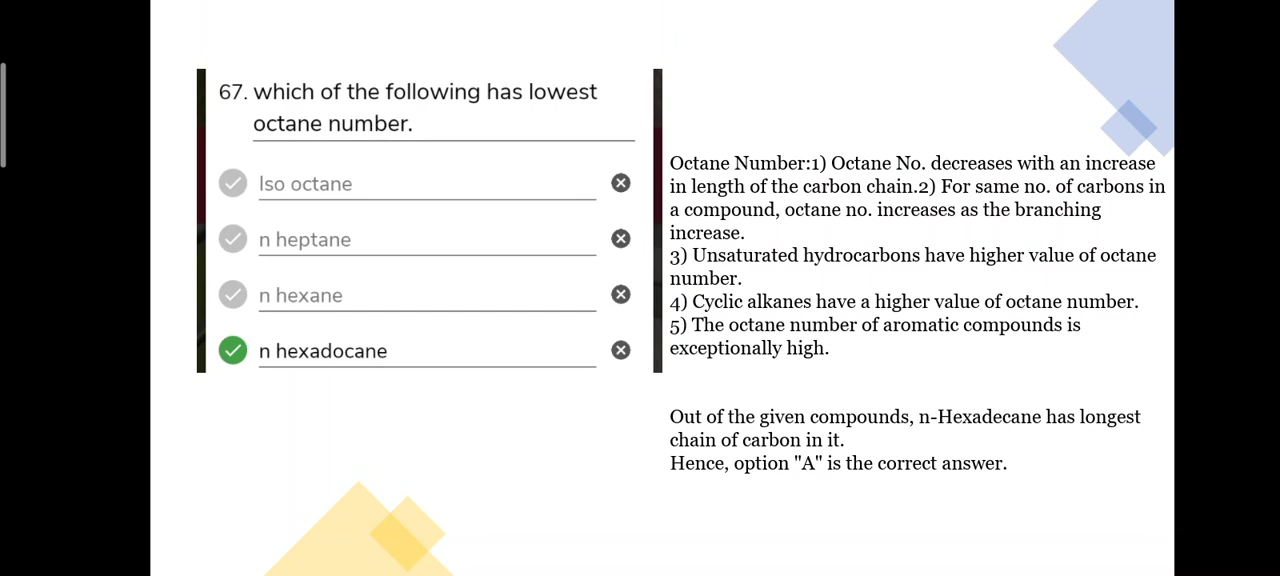 67. which of the following has lowest
octane number.
Iso octane
n heptane
n hexane
n hexadocane
Octane Number:1) Octane No. decreases with an increase
in length of the carbon chain.2) For same no. of carbons in
a compound, octane no. increases as the branching
increase.
3) Unsaturated hydrocarbons have higher value of octane
number.
4) Cyclic alkanes have a higher value of octane number.
5) The octane number of aromatic compounds is
exceptionally high.
Out of the given compounds, n-Hexadecane has longest
chain of carbon in it.
Hence, option "A" is the correct answer.